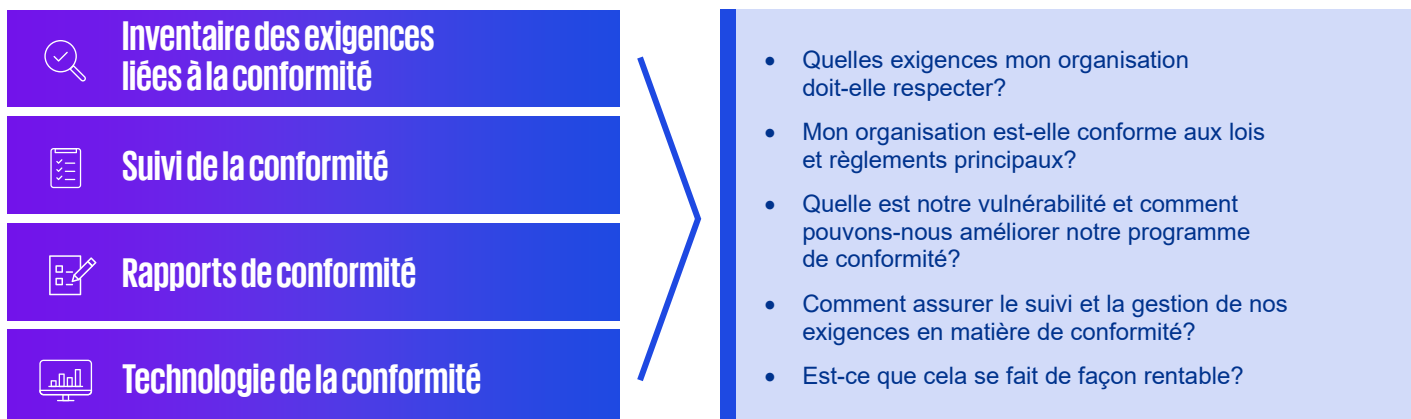 Inventaire des exigences
liées à la conformité
Suivi de la conformité
Rapports de conformité
Technologie de la conformité
• Quelles exigences mon organisation
doit-elle respecter?
• Mon organisation est-elle conforme aux lois
et règlements principaux?
• Quelle est notre vulnérabilité et comment
pouvons-nous améliorer notre programme
de conformité?
• Comment assurer le suivi et la gestion de nos
exigences en matière de conformité?
• Est-ce que cela se fait de façon rentable?